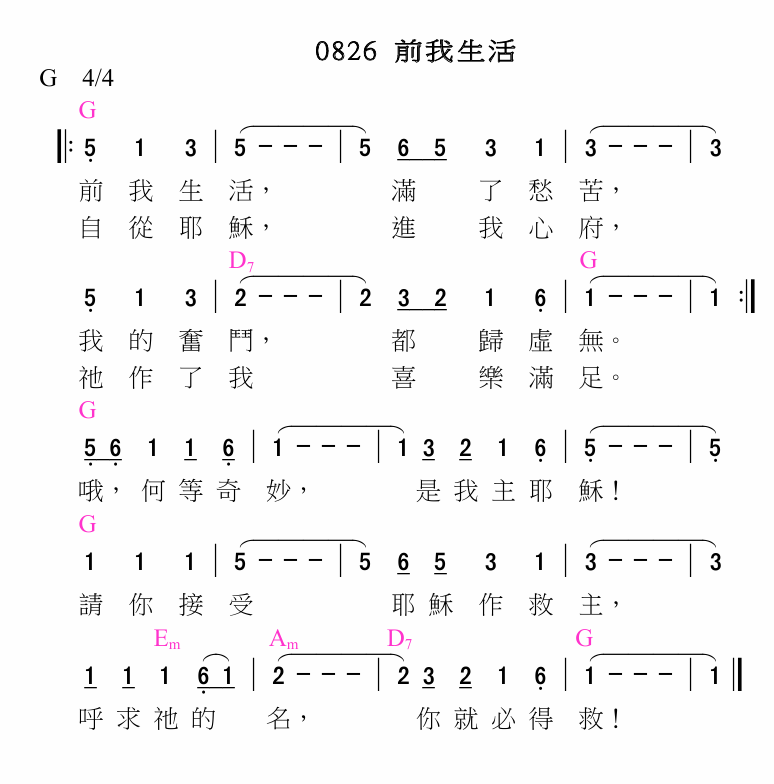 0826 前我生活
G 4/4
G
5 1 3 | 5 - - - | 5 6 5 3 1 | 3 - - - | 3
前 我 生 活， 滿 了 愁 苦，
自 從 耶 穌， 進 我 心 府，
D7 G
5 1 3 | 2 - - - | 2 3 2 1 6 | 1 - - - | 1
我 的 奮 鬥， 都 歸 虛 無。
祂 作 了 我 喜 樂 滿 足。
G
5 6 1 1 6 | 1 - - - | 1 3 2 1 6 | 5 - - - | 5
哦， 何 等 奇 妙， 是 我 主 耶 穌！
G
1 1 1 | 5 - - - | 5 6 5 3 1 | 3 - - - | 3
請 你 接 受 耶 穌 作 救 主，
Em Am D7 G
1 1 1 6 1 | 2 - - - | 2 3 2 1 6 | 1 - - - | 1
呼 求 祂 的 名， 你 就 必 得 救！